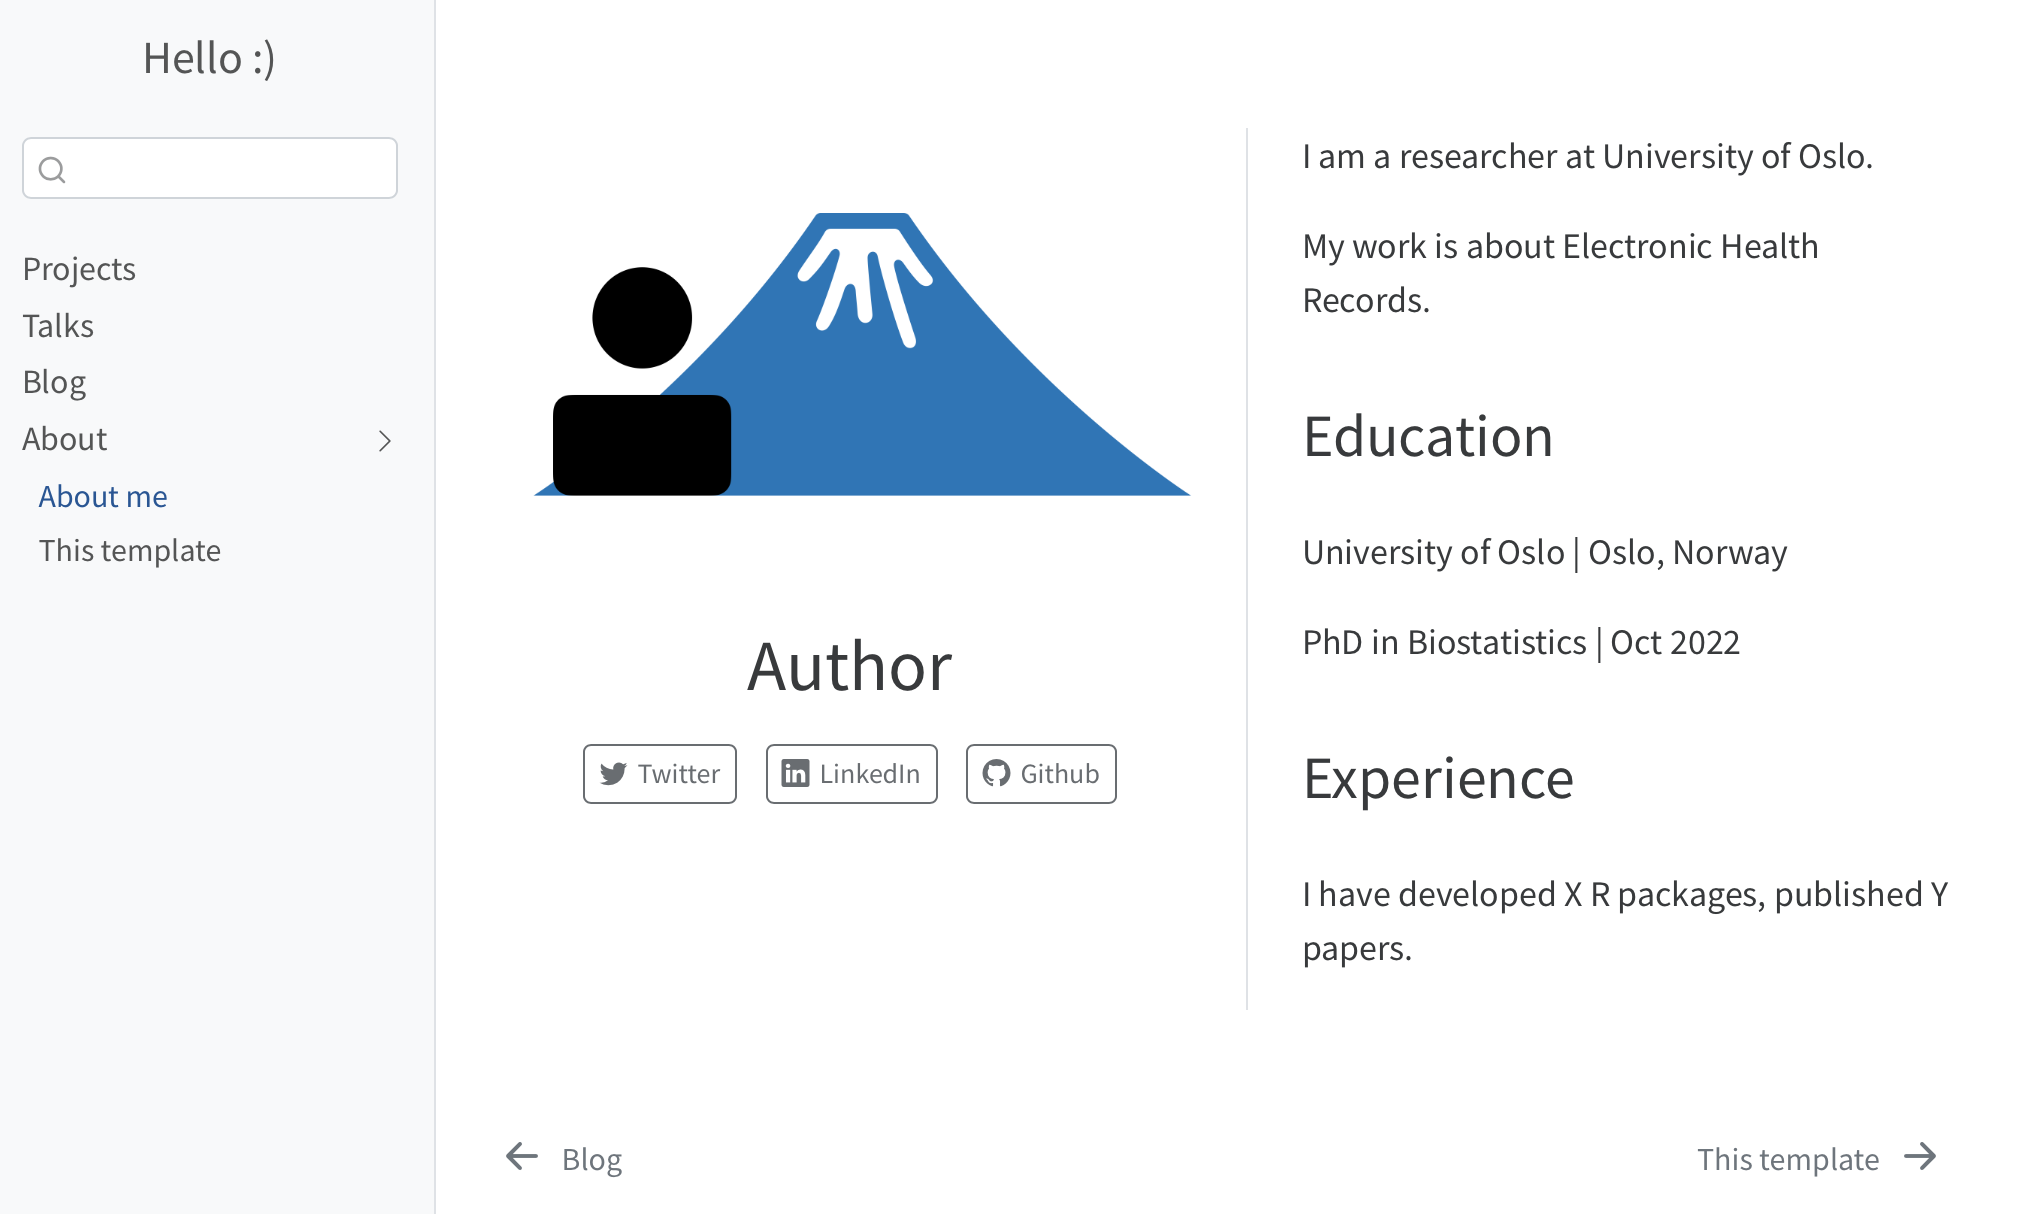 Hello :)
Projects
Talks
Blog
About
About me
This template
Author
Twitter
LinkedIn
Github
I am a researcher at University of Oslo.
My work is about Electronic Health
Records.
Education
University of Oslo | Oslo, Norway
PhD in Biostatistics | Oct 2022
Experience
I have developed X R packages, published Y
papers.
Blog
This template